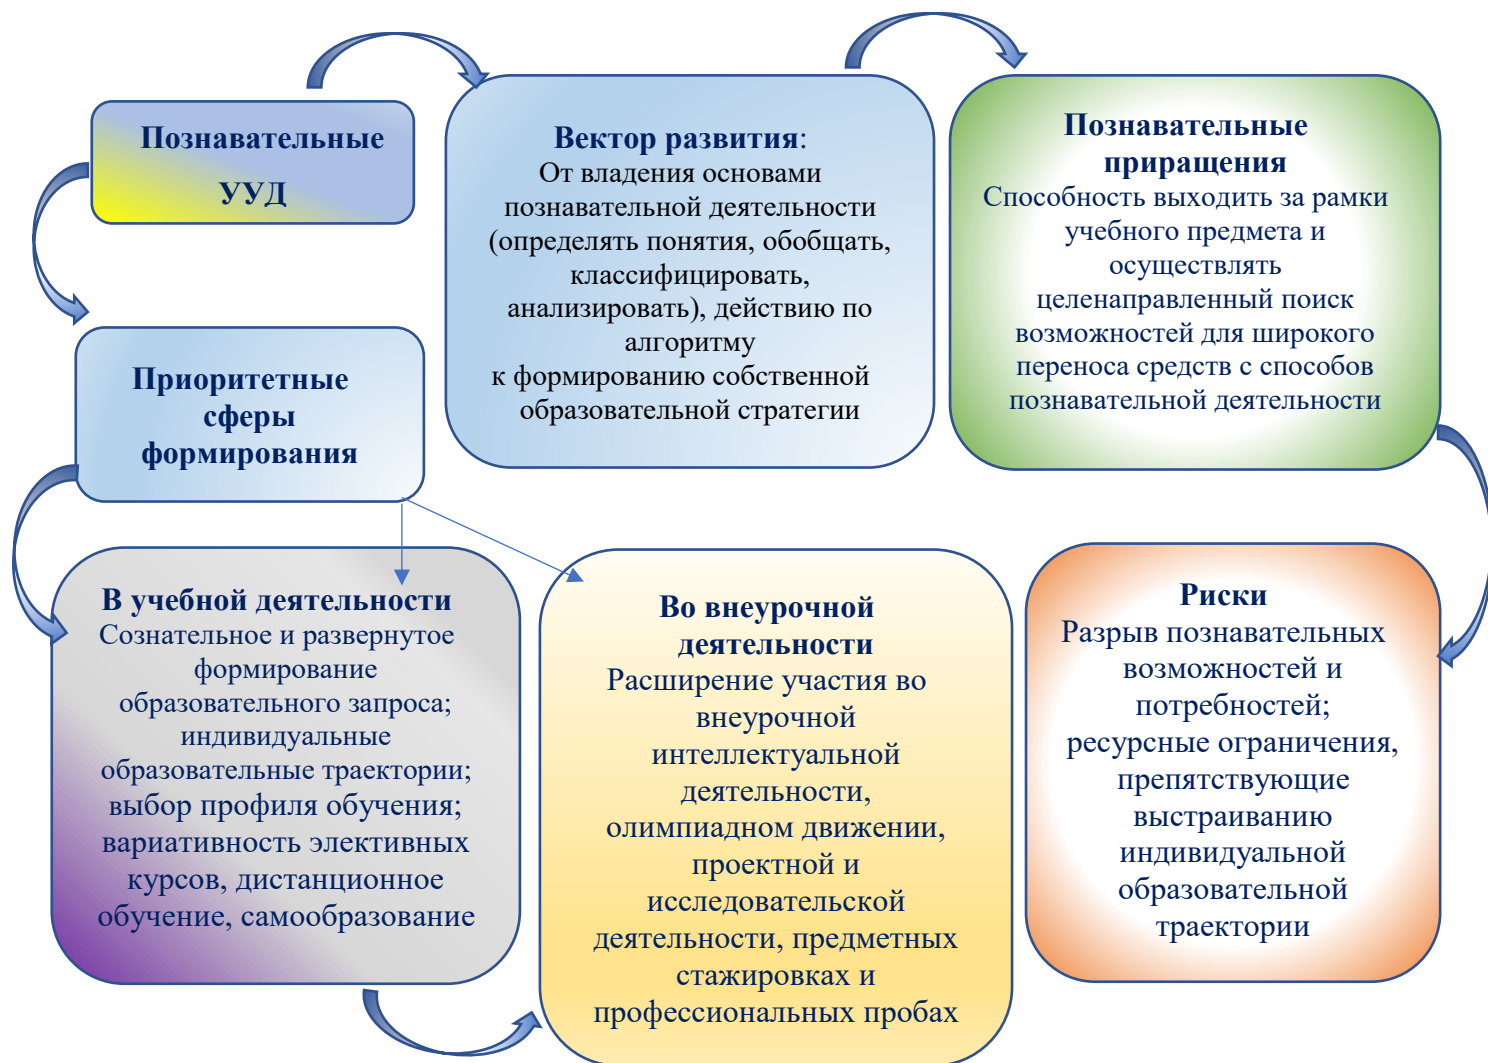 Познавательные
УУД
Вектор развития:
От владения основами
познавательной деятельности
(определять понятия, обобщать,
классифицировать,
анализировать), действию по
алгоритму
к формированию собственной
образовательной стратегии
Познавательные
приращения
Способность выходить за рамки
учебного предмета и
осуществлять
целенаправленный поиск
возможностей для широкого
переноса средств с способов
познавательной деятельности
Приоритетные
сферы
формирования
В учебной деятельности
Сознательное и развернутое
формирование
образовательного запроса;
индивидуальные
образовательные траектории;
выбор профиля обучения;
вариативность элективных
курсов, дистанционное
обучение, самообразование
Во внеурочной
деятельности
Расширение участия во
внеурочной
интеллектуальной
деятельности,
олимпиадном движении,
проектной и
исследовательской
деятельности, предметных
стажировках и
профессиональных пробах
Риски
Разрыв познавательных
возможностей и
потребностей;
ресурсные ограничения,
препятствующие
выстраиванию
индивидуальной
образовательной
траектории